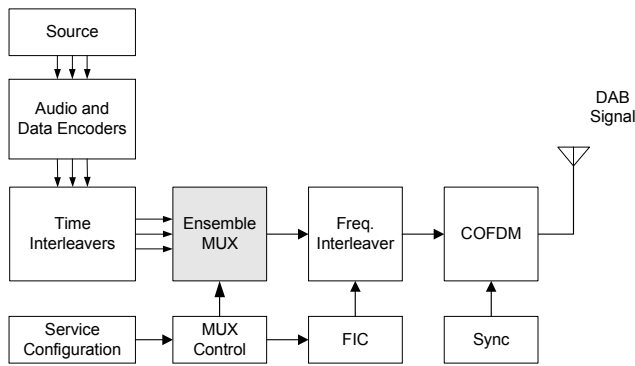 Source
Audio and
Data Encoders
DAB
Signal
Time
Interleavers
Ensemble
MUX
Freq.
Interleaver
COFDM
Service
Configuration
MUX
Control
FIC
Sync